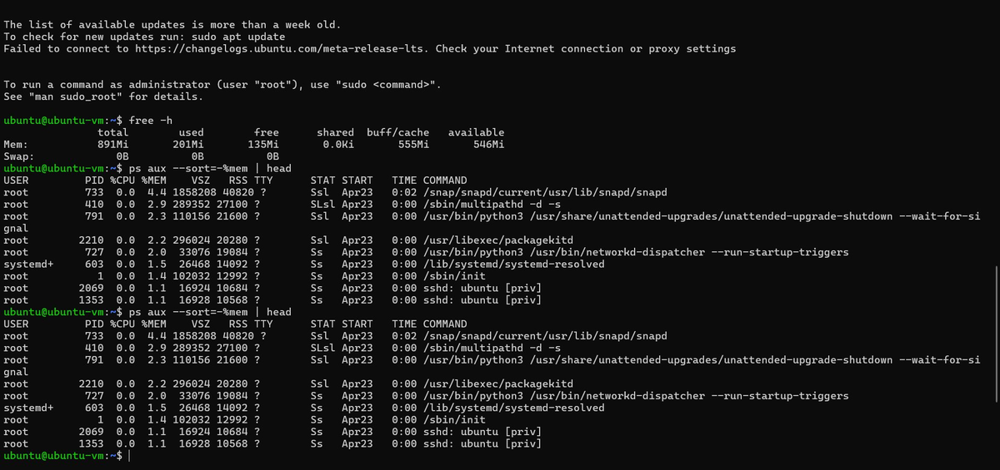 The list of available updates is more than a week old.
To check for new updates run: sudo apt update
Failed to connect to https://changelogs.ubuntu.com/meta-release-lts. Check your Internet connection or proxy settings
To run a command as administrator (user "root"), use "sudo <command>".
See "man sudo_root" for details.
ubuntu@ubuntu-vm:~$ free -h
total used free shared buff/cache available
Mem: 891Mi 201Mi 135Mi 0.0Ki 555Mi 546Mi
Swap: 0B 0B 0B
ubuntu@ubuntu-vm:~$ ps aux --sort=-%mem | head
USER PID %CPU %MEM VSZ RSS TTY STAT START TIME COMMAND
root 733 0.0 4.4 1858208 40820 ? Ssl Apr23 0:02 /snap/snapd/current/usr/lib/snapd/snapd
root 410 0.0 2.9 289352 27100 ? SLsl Apr23 0:00 /sbin/multipathd -d -s
root 791 0.0 2.3 110156 21600 ? Ssl Apr23 0:00 /usr/bin/python3 /usr/share/unattended-upgrades/unattended-upgrade-shutdown --wait-for-si
gnal
root 2210 0.0 2.2 296024 20280 ? Ssl Apr23 0:00 /usr/libexec/packagekitd
root 727 0.0 2.0 33076 19084 ? Ss Apr23 0:00 /usr/bin/python3 /usr/bin/networkd-dispatcher --run-startup-triggers
systemd+ 603 0.0 1.5 26468 14092 ? Ss Apr23 0:00 /lib/systemd/systemd-resolved
root 1 0.0 1.4 102032 12992 ? Ss Apr23 0:00 /sbin/init
root 2069 0.0 1.1 16924 10684 ? Ss Apr23 0:00 sshd: ubuntu [priv]
root 1353 0.0 1.1 16928 10568 ? Ss Apr23 0:00 sshd: ubuntu [priv]
ubuntu@ubuntu-vm:~$ ps aux --sort=-%mem | head
USER PID %CPU %MEM VSZ RSS TTY STAT START TIME COMMAND
root 733 0.0 4.4 1858208 40820 ? Ssl Apr23 0:02 /snap/snapd/current/usr/lib/snapd/snapd
root 410 0.0 2.9 289352 27100 ? SLsl Apr23 0:00 /sbin/multipathd -d -s
root 791 0.0 2.3 110156 21600 ? Ssl Apr23 0:00 /usr/bin/python3 /usr/share/unattended-upgrades/unattended-upgrade-shutdown --wait-for-si
gnal
root 2210 0.0 2.2 296024 20280 ? Ssl Apr23 0:00 /usr/libexec/packagekitd
root 727 0.0 2.0 33076 19084 ? Ss Apr23 0:00 /usr/bin/python3 /usr/bin/networkd-dispatcher --run-startup-triggers
systemd+ 603 0.0 1.5 26468 14092 ? Ss Apr23 0:00 /lib/systemd/systemd-resolved
root 1 0.0 1.4 102032 12992 ? Ss Apr23 0:00 /sbin/init
root 2069 0.0 1.1 16924 10684 ? Ss Apr23 0:00 sshd: ubuntu [priv]
root 1353 0.0 1.1 16928 10568 ? Ss Apr23 0:00 sshd: ubuntu [priv]
ubuntu@ubuntu-vm:~$